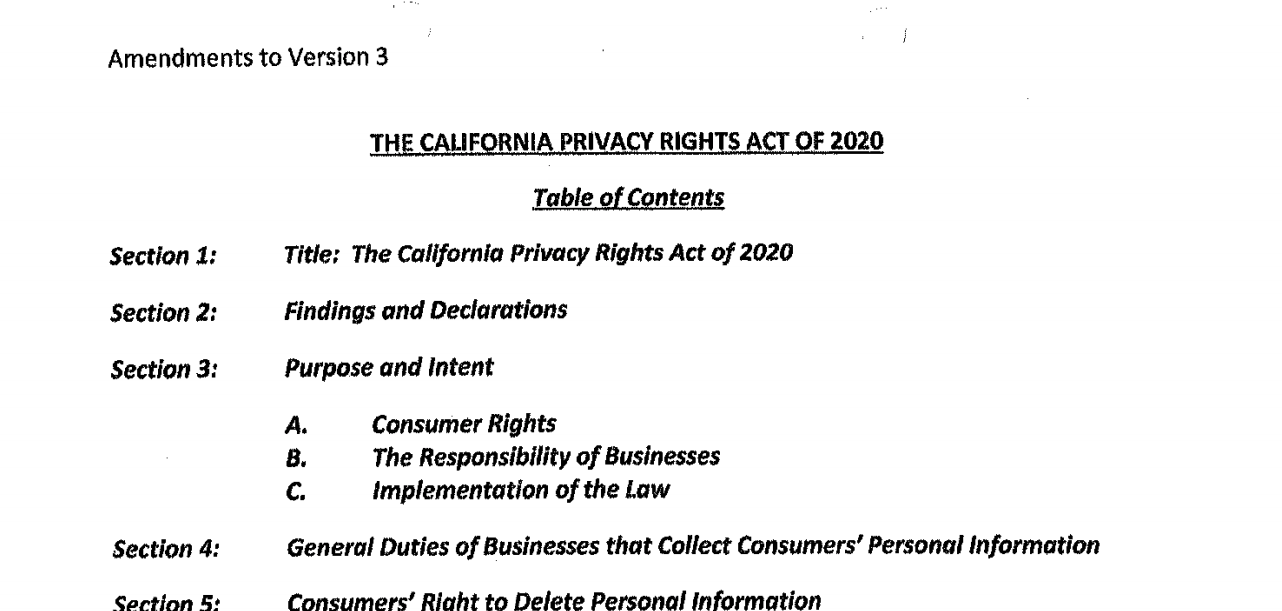 Amendments to Version 3
THE CALIFORNIA PRIVACY RIGHTS ACT OF 2020
Table of Contents
Section 1: Title: The California Privacy Rights Act of 2020
Section 2: Findings and Declarations
Section 3: Purpose and Intent
A. Consumer Rights
B. The Responsibility of Businesses
C. Implementation of the Law
Section 4: General Duties of Businesses that Collect Consumers' Personal Information
Section 5: Consumers' Right to Delete Personal Information